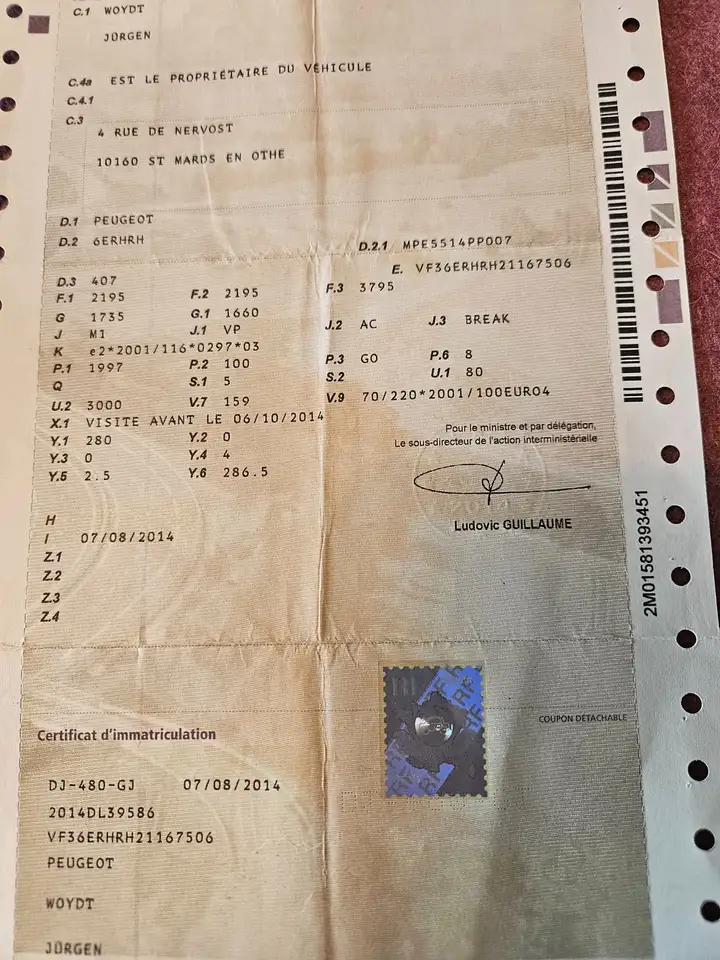 C.1 WOYDT
JÜRGEN
C.4a EST LE PROPRIÉTAIRE DU VÉHICULE
C.4.1
C.3
4 RUE DE NERVOST
10160 ST MARDS EN OTHE
D.1 PEUGEOT
D.2 6ERHRH D.2.1 MPE5514PP007
D.3 407 E. VF36ERHRH21167506
F.1 2195 F.2 2195 F.3 3795
G 1735 G.1 1660
J M1 J.1 VP J.2 AC J.3 BREAK
K e2*2001/116*0297*03
P.1 1997 P.2 100 P.3 GO P.6 8
Q S.1 5 S.2 U.1 80
U.2 3000 V.7 159 V.9 70/220*2001/100EURO4
X.1 VISITE AVANT LE 06/10/2014
Y.1 280 Y.2 0
Y.3 0 Y.4 4
Y.5 2.5 Y.6 286.5
Pour le ministre et par délégation,
Le sous-directeur de l'action interministérielle
Ludovic GUILLAUME
H
I 07/08/2014
Z.1
Z.2
Z.3
Z.4
2M01581393451
COUPON DÉTACHABLE
Certificat d'immatriculation
DJ-480-GJ 07/08/2014
2014DL39586
VF36ERHRH21167506
PEUGEOT
WOYDT
JÜRGEN